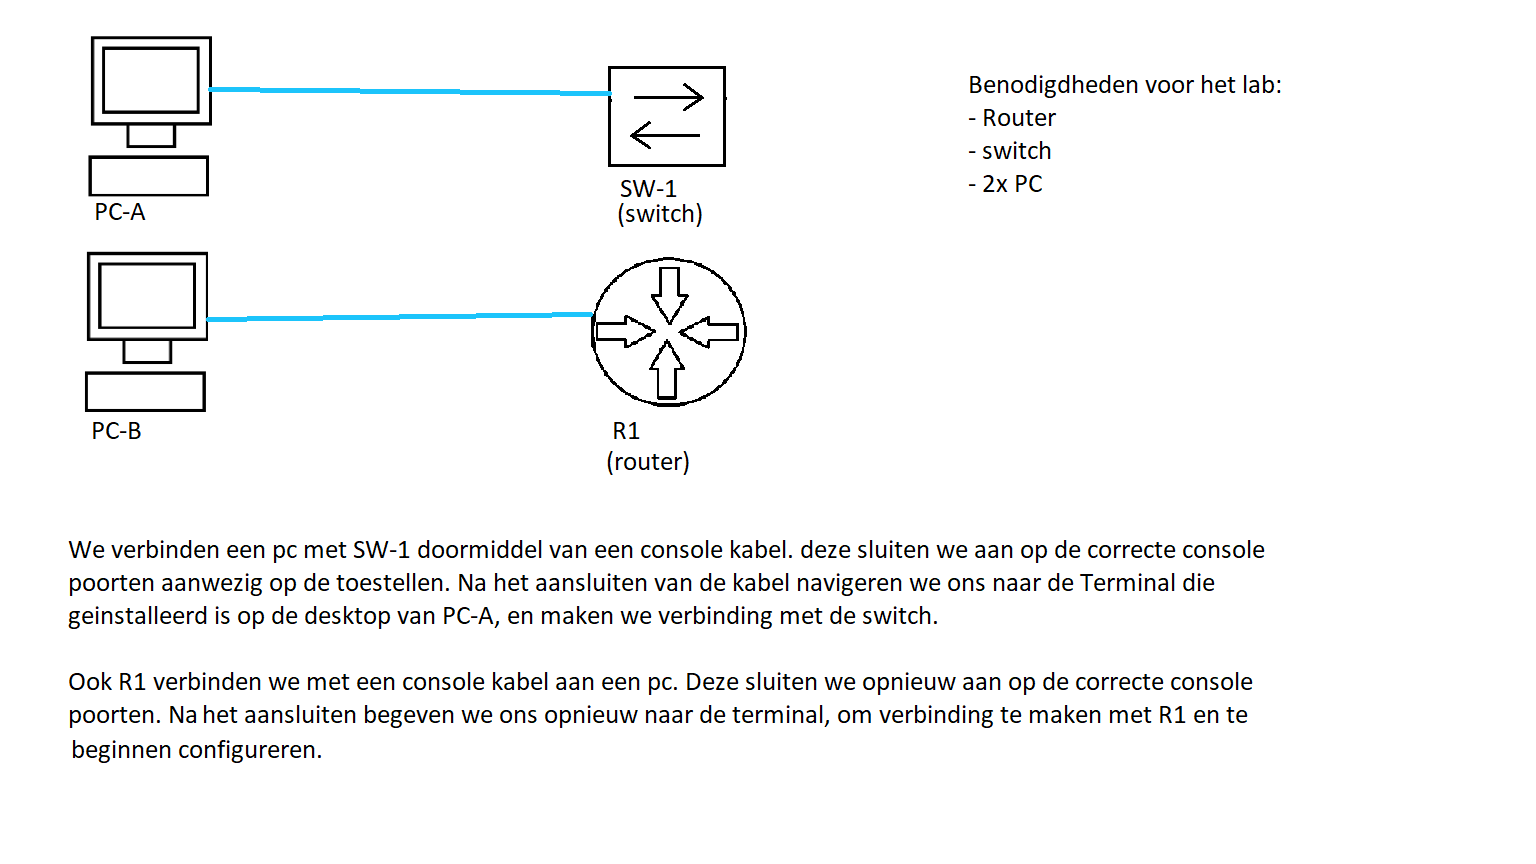 PC-A
SW-1
(switch)
Benodigdheden voor het lab:
- Router
- switch
- 2x PC
PC-B
R1
(router)
We verbinden een pc met SW-1 doormiddel van een console kabel. deze sluiten we aan op de correcte console
poorten aanwezig op de toestellen. Na het aansluiten van de kabel navigeren we ons naar de Terminal die
geinstalleerd is op de desktop van PC-A, en maken we verbinding met de switch.
Ook R1 verbinden we met een console kabel aan een pc. Deze sluiten we opnieuw aan op de correcte console
poorten. Na het aansluiten begeven we ons opnieuw naar de terminal, om verbinding te maken met R1 en te
beginnen configureren.